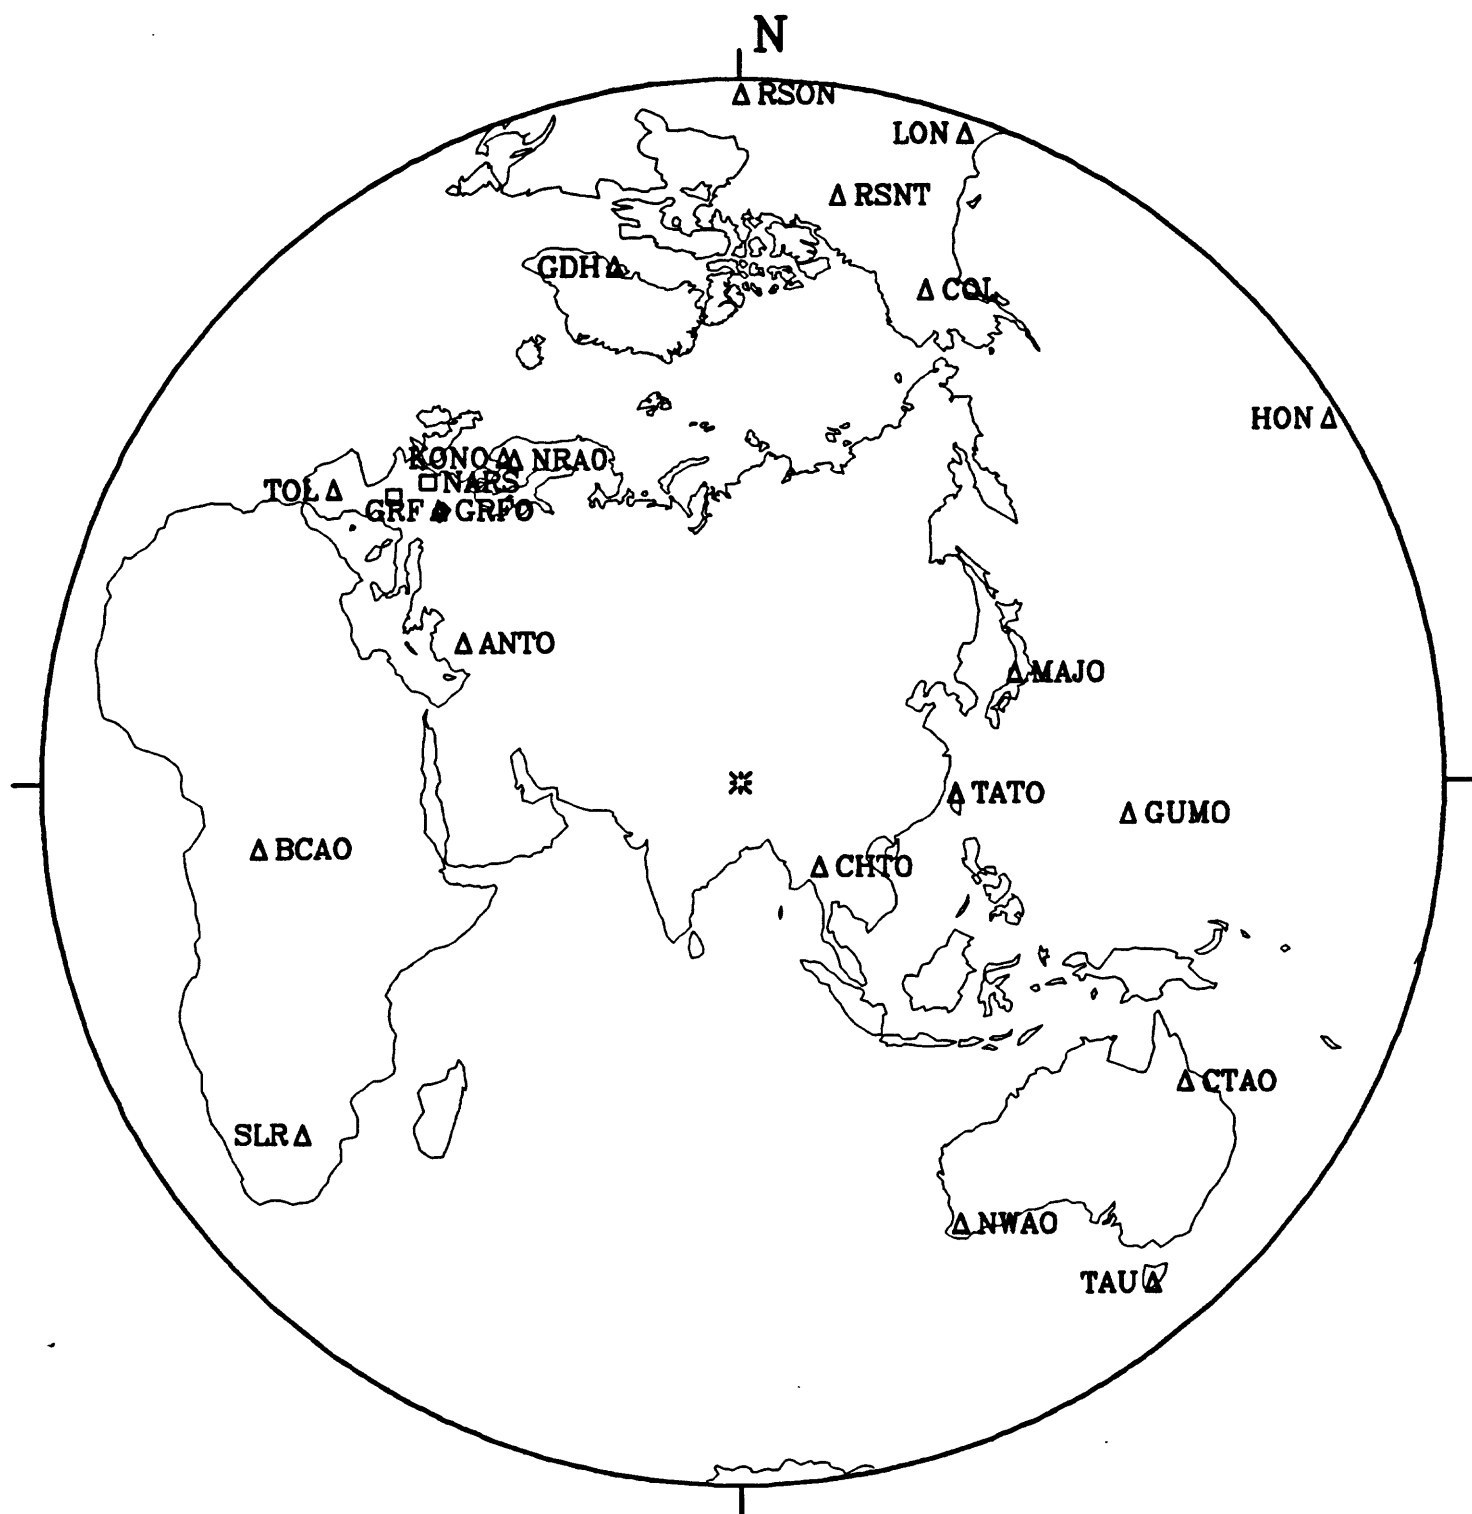 N
RSON
LON
RSNT
GDH
COL
HON
KONO
NRAO
NARS
TOL
GRF
GRFO
ANTO
MAJO
TATO
GUMO
BCAO
CHTO
CTAO
SLR
NWAO
TAU